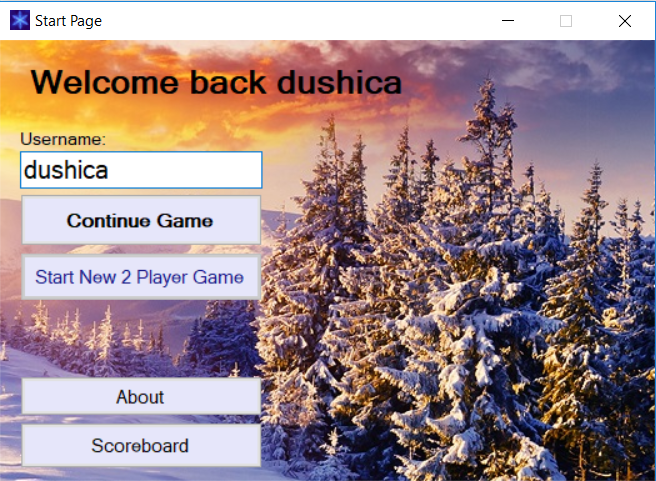 Start Page
Welcome back dushica
Username:
dushica
Continue Game
Start New 2 Player Game
About
Scoreboard